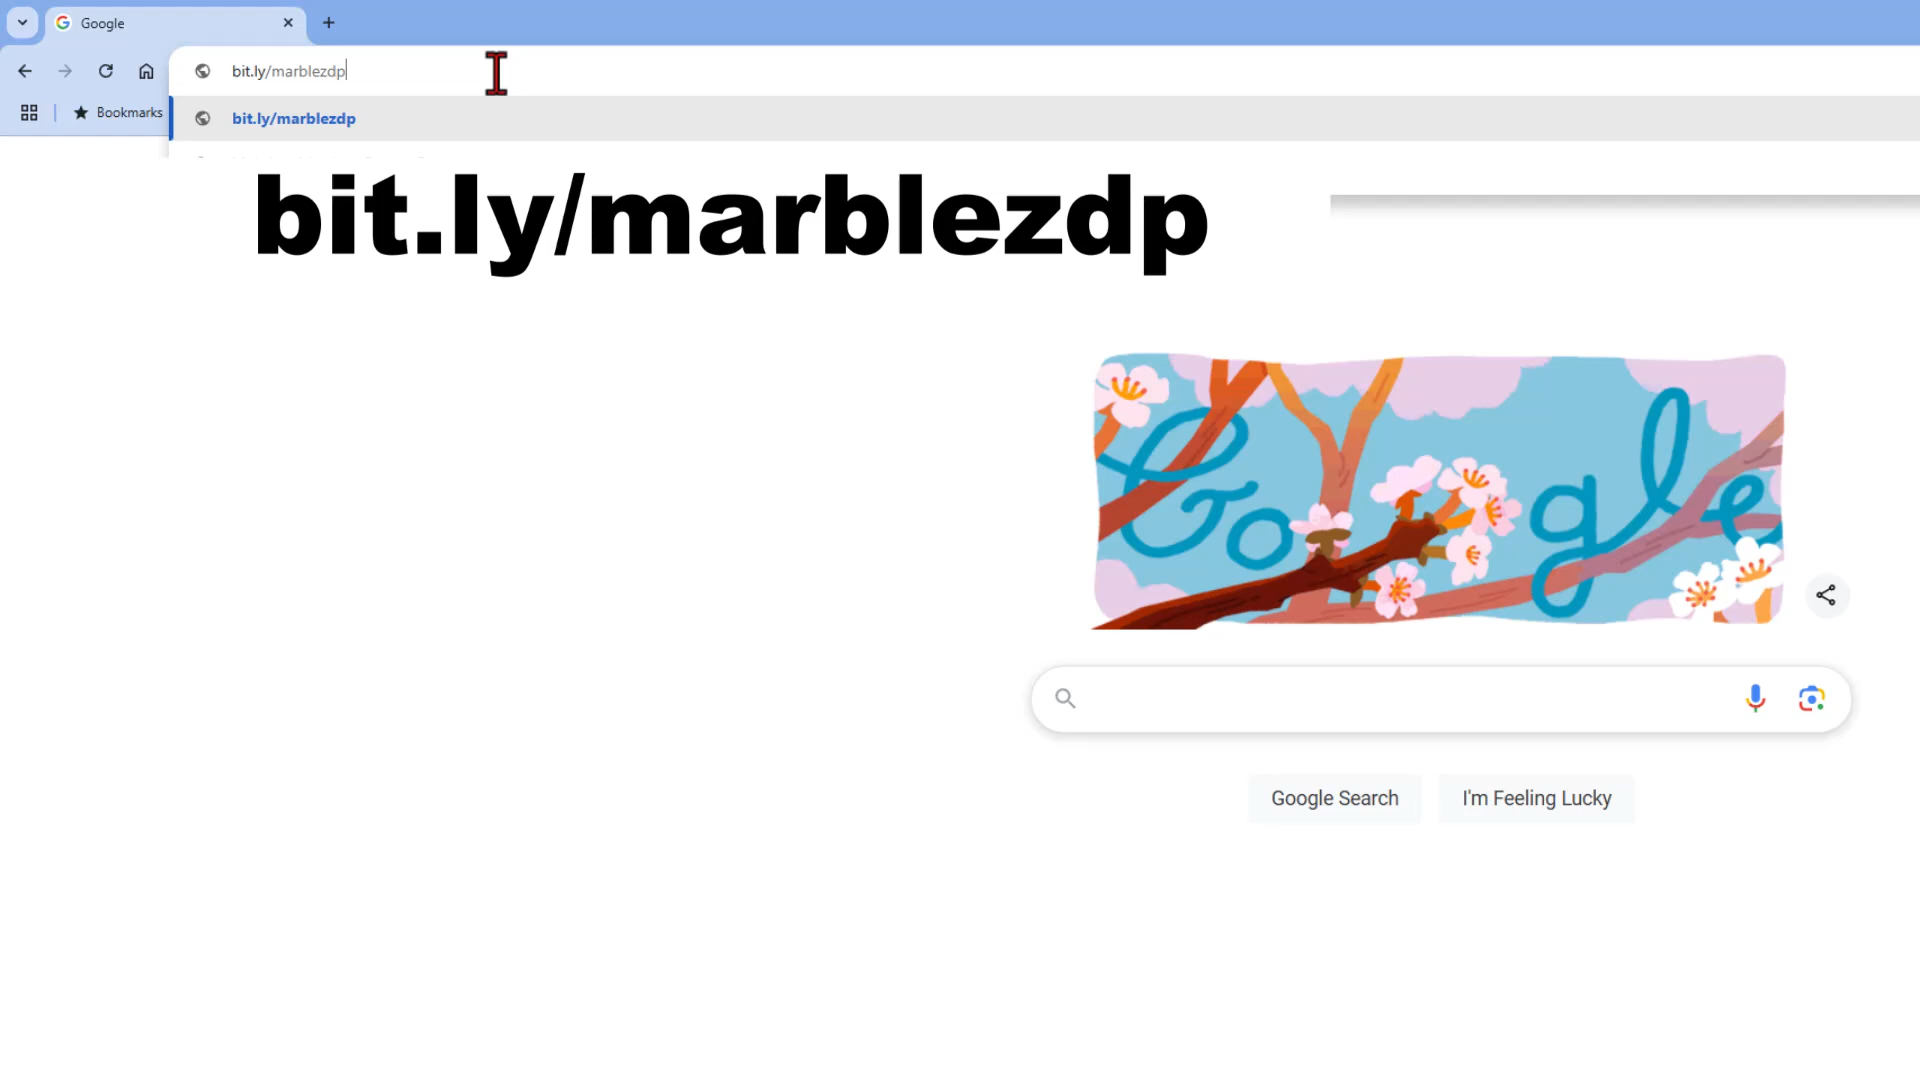 Google
bit.ly/marblezdp
Bookmarks
bit.ly/marblezdp
bit.ly/marblezdp
Google
Google Search
I'm Feeling Lucky